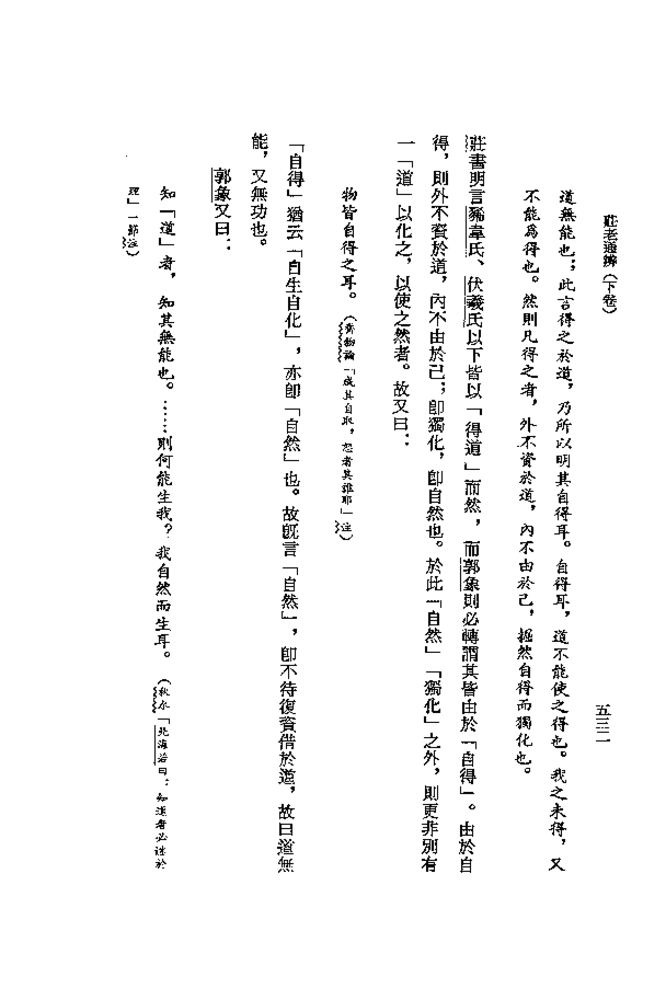 莊老通辨（下卷）
五三二
道無能也；此言得之於道，乃所以明其自得耳。自得耳，道不能使之得也。我之未得，又
不能為得也。然則凡得之者，外不資於道，內不由於己，掘然自得而獨化也。
莊書明言豨韋氏、伏羲氏以下皆以「得道」而然，而郭象則必轉謂其皆由於「自得」。由於自
得，則外不資於道，內不由於己；即獨化，即自然也。於此「自然」「獨化」之外，則更非別有
一「道」以化之，以使之然者。故又曰：
物皆自得之耳。（齊物論「咸其自取，怒者其誰耶」注）
「自得」猶云「自生自化」，亦即「自然」也。故既言「自然」，即不待復資借於道，故曰道無
能，又無功也。
郭象又曰：
知「道」者，知其無能也。……則何能生我？我自然而生耳。（秋水「北海若曰：知道者必達於
理」一節注）